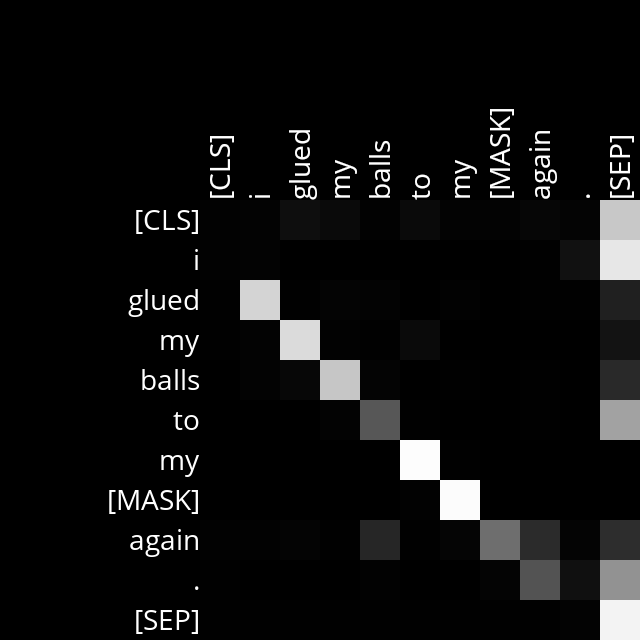 [CLS] i glued my balls to my [MASK] again . [SEP]
[CLS]
i
glued
my
balls
to
my
[MASK]
again
.
[SEP]